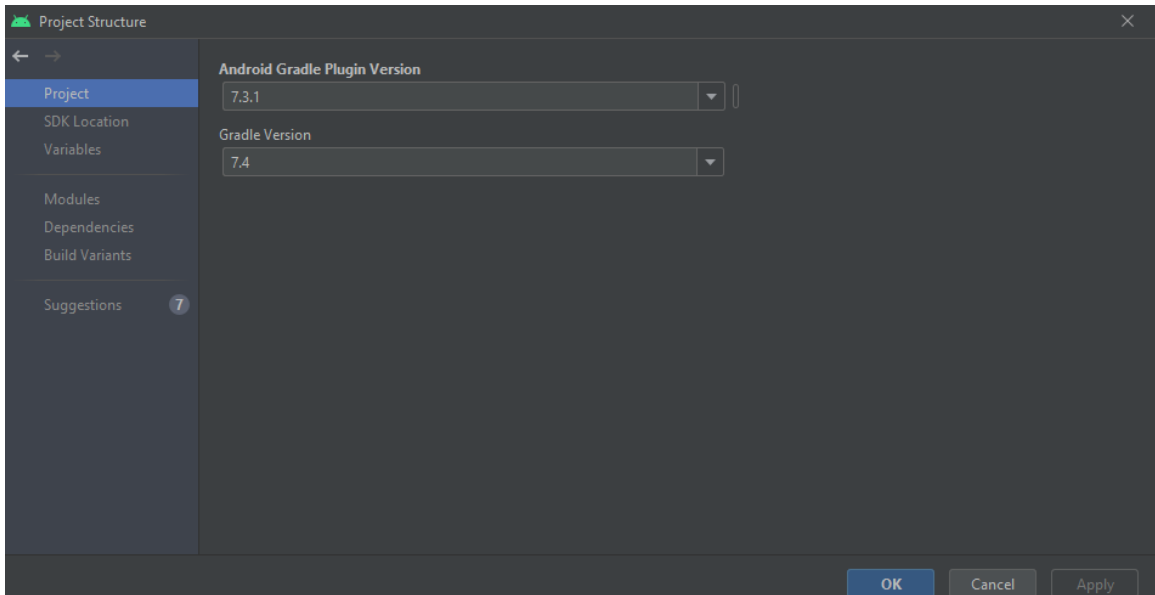 Project Structure
Project
SDK Location
Variables
Modules
Dependencies
Build Variants
Suggestions 7
Android Gradle Plugin Version
7.3.1
Gradle Version
7.4
OK Cancel Apply